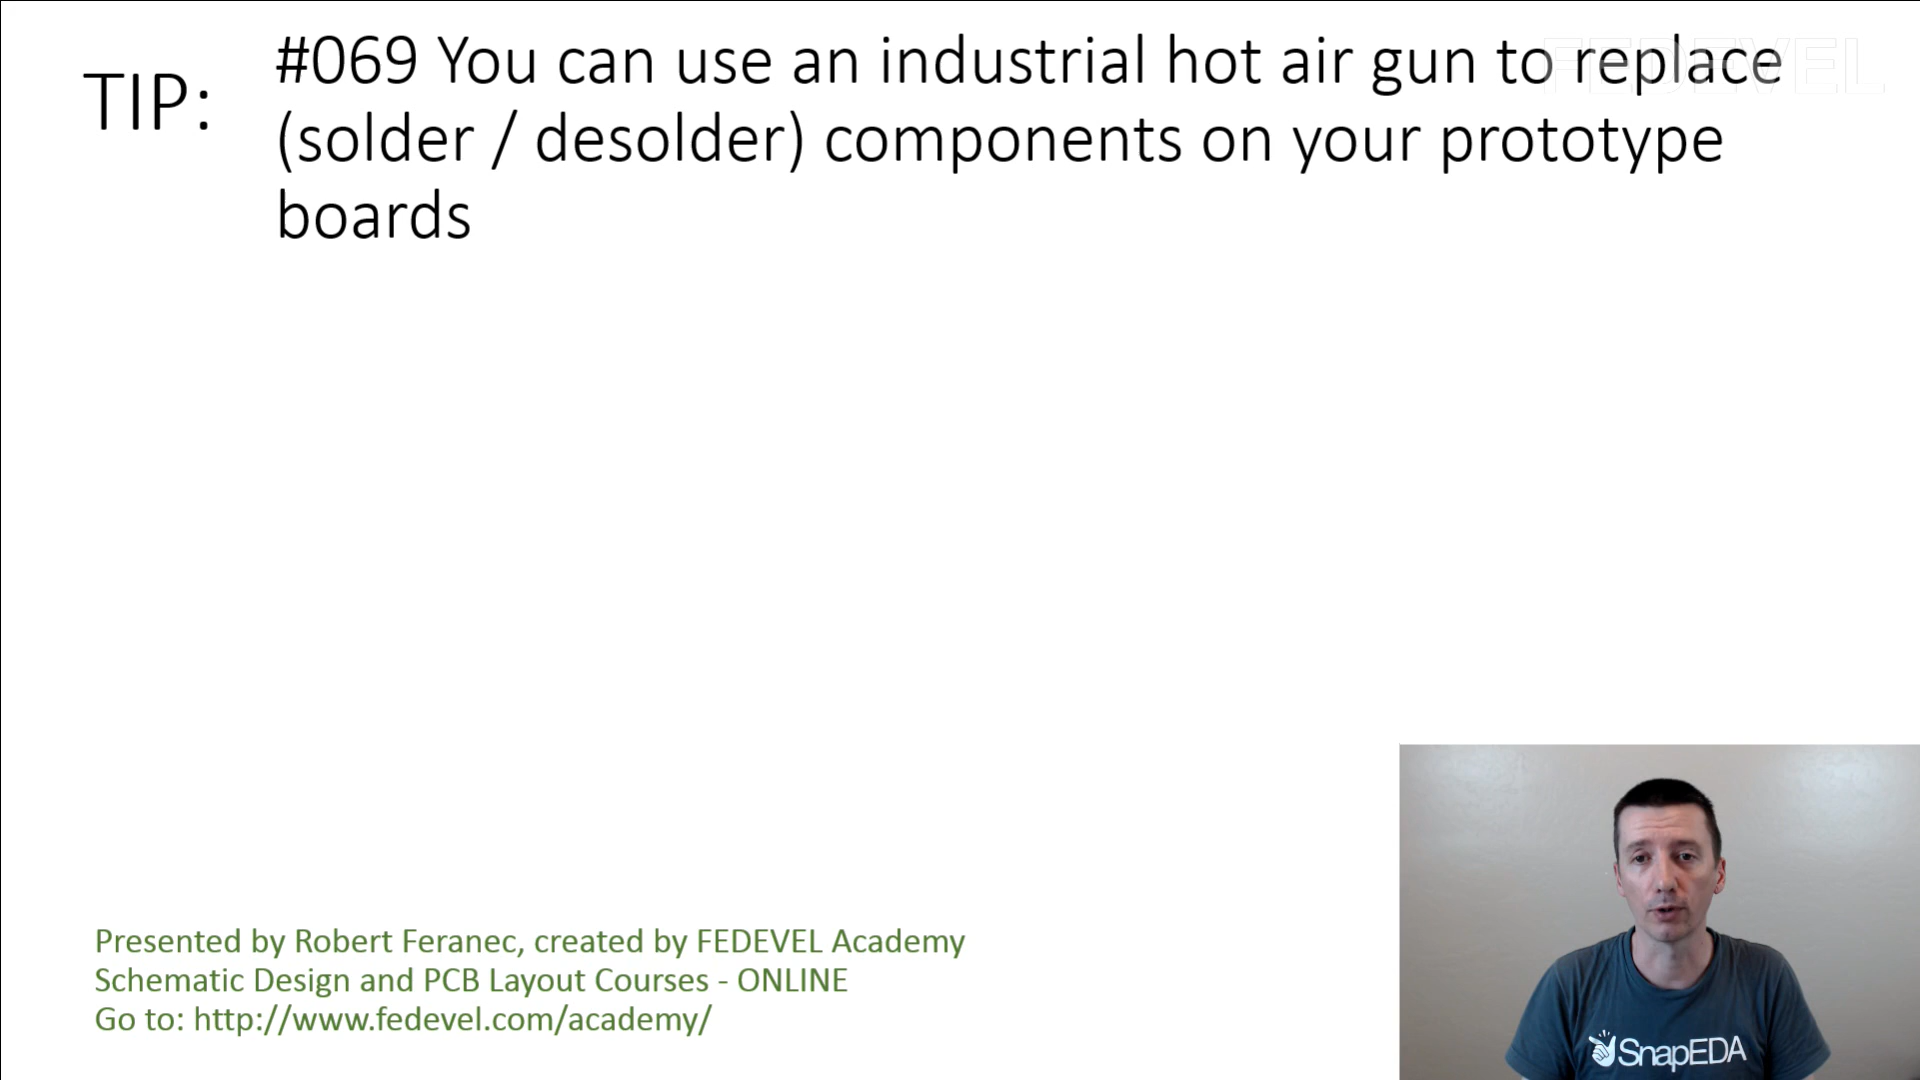 FEDEVEL
TIP:
#069 You can use an industrial hot air gun to replace
(solder / desolder) components on your prototype
boards
Presented by Robert Feranec, created by FEDEVEL Academy
Schematic Design and PCB Layout Courses - ONLINE
Go to: http://www.fedevel.com/academy/
SnapEDA